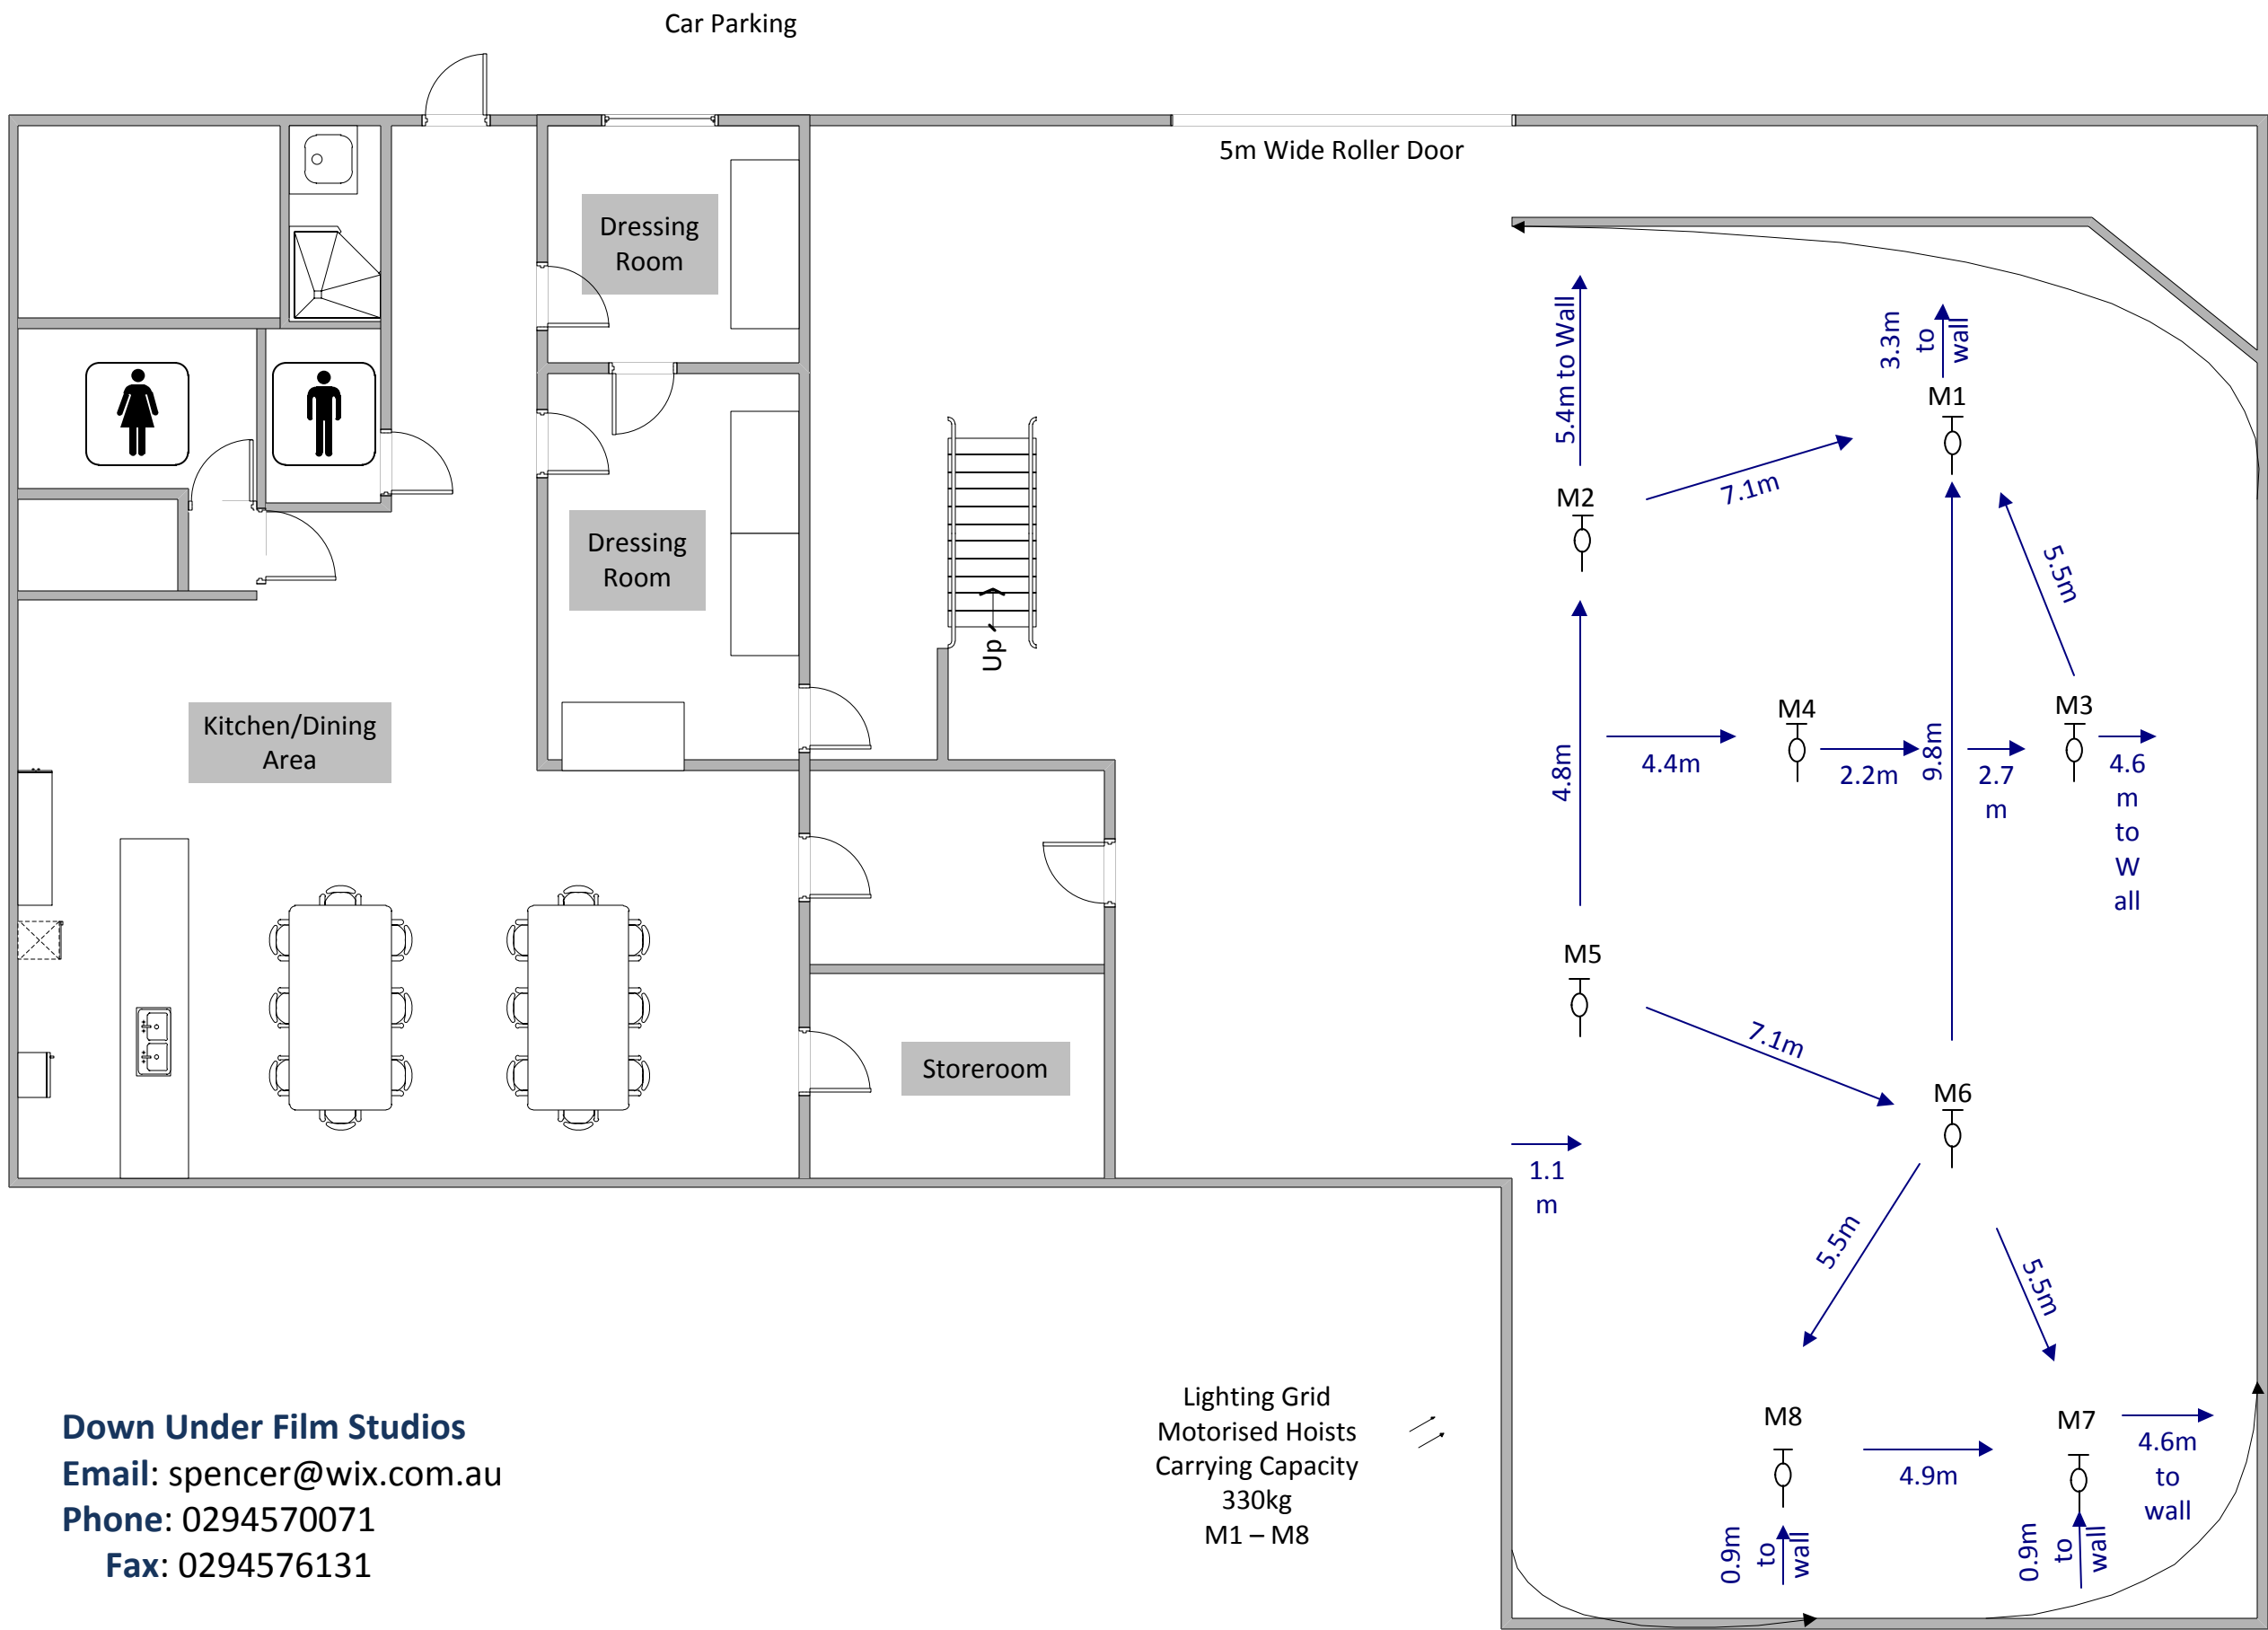 Car Parking
5m Wide Roller Door
Dressing
Room
5.4m to Wall
3.3m
to
wall
M1
M2
7.1m
Dressing
Room
5.5m
Up
Kitchen/Dining
Area
M4
M3
4.8m
4.4m
2.2m
9.8m
2.7
m
4.6
m
to
W
all
M5
7.1m
Storeroom
M6
1.1
m
5.5m
5.5m
Lighting Grid
Motorised Hoists
Carrying Capacity
330kg
M1 – M8
M8
M7
4.9m
4.6m
to
wall
0.9m
to
wall
0.9m
to
wall
Down Under Film Studios
Email: spencer@wix.com.au
Phone: 0294570071
Fax: 0294576131